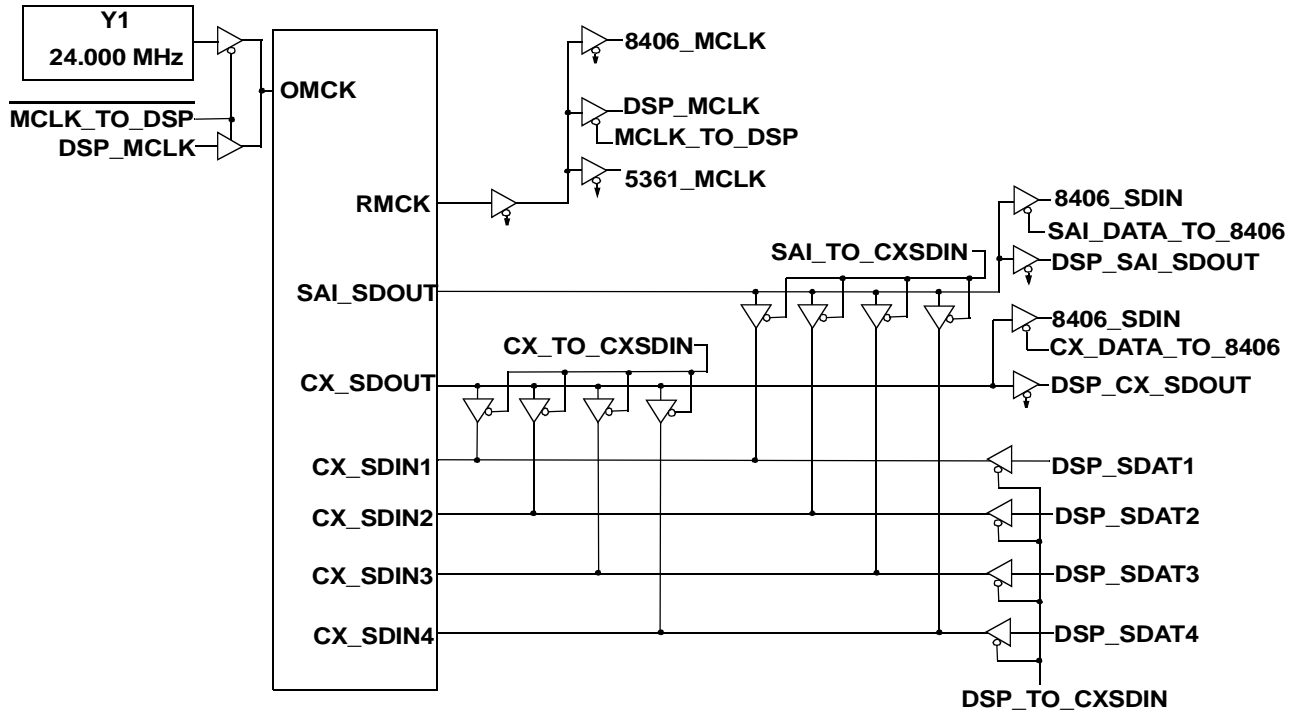 Y1
24.000 MHz
MCLK_TO_DSP
DSP_MCLK
OMCK
RMCK
SAI_SDOUT
CX_SDOUT
CX_SDIN1
CX_SDIN2
CX_SDIN3
CX_SDIN4
8406_MCLK
DSP_MCLK
MCLK_TO_DSP
5361_MCLK
SAI_TO_CXSDIN
CX_TO_CXSDIN
8406_SDIN
SAI_DATA_TO_8406
DSP_SAI_SDOUT
8406_SDIN
CX_DATA_TO_8406
DSP_CX_SDOUT
DSP_SDAT1
DSP_SDAT2
DSP_SDAT3
DSP_SDAT4
DSP_TO_CXSDIN